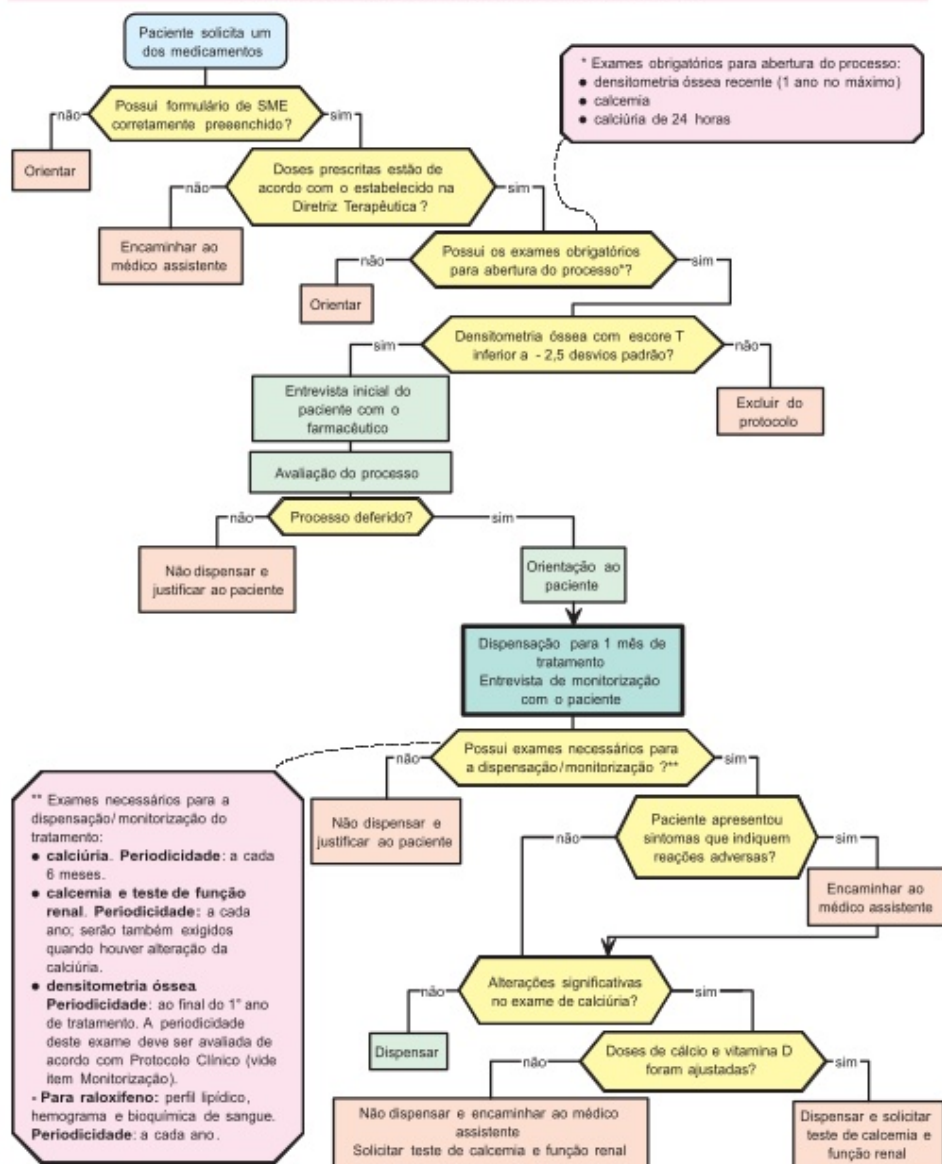 Paciente solicita um
dos medicamentos
* Exames obrigatórios para abertura do processo:
● densitometria óssea recente (1 ano no máximo)
● calcemia
● calciúria de 24 horas
não
Possui formulário de SME
corretamente preeenchido?
sim
Orientar
não
Doses prescritas estão de
acordo com o estabelecido na
Diretriz Terapêutica ?
sim
Encaminhar ao
médico assistente
não
Possui os exames obrigatórios
para abertura do processo*?
sim
Orientar
sim
Densitometria óssea com escore T
inferior a - 2,5 desvios padrão?
não
Entrevista inicial do
paciente com o
farmacêutico
Excluir do
protocolo
Avaliação do processo
não
Processo deferido?
sim
Não dispensar e
justificar ao paciente
Orientação ao
paciente
Dispensação para 1 mês de
tratamento
Entrevista de monitorização
com o paciente
não
Possui exames necessários para
a dispensação/monitorização ?**
sim
** Exames necessários para a
dispensação/monitorização do
tratamento:
● calciúria. Periodicidade: a cada
6 meses.
● calcemia e teste de função
renal. Periodicidade: a cada
ano; serão também exigidos
quando houver alteração da
calciúria.
● densitometria óssea
Periodicidade: ao final do 1° ano
de tratamento. A periodicidade
deste exame deve ser avaliada de
acordo com Protocolo Clínico (vide
item Monitorização).
- Para raloxifeno: perfil lipídico,
hemograma e bioquímica de sangue.
Periodicidade: a cada ano.
Não dispensar e
justificar ao paciente
não
Paciente apresentou
sintomas que indiquem
reações adversas?
sim
Encaminhar ao
médico assistente
não
Alterações significativas
no exame de calciúria?
sim
Dispensar
não
Doses de cálcio e vitamina D
foram ajustadas?
sim
Não dispensar e encaminhar ao médico
assistente
Solicitar teste de calcemia e função renal
Dispensar e solicitar
teste de calcemia e
função renal